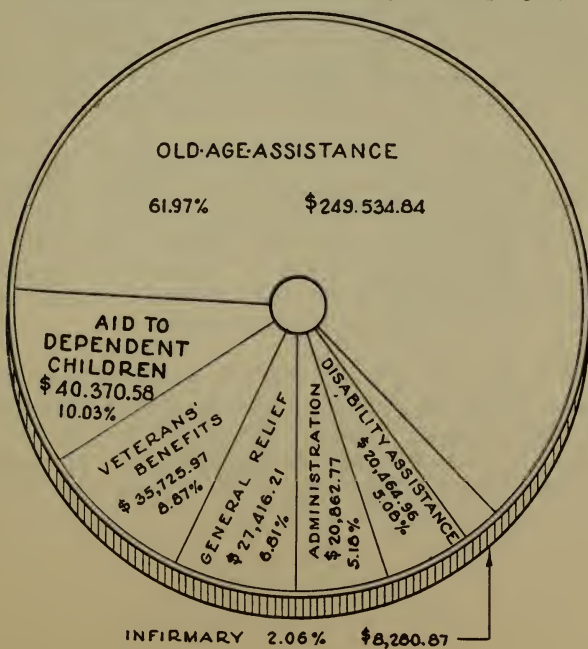 OLD·AGE·ASSISTANCE
61.97% $249.534.84
AID TO
DEPENDENT
CHILDREN
$40.370.58
10.03%
VETERANS'
BENEFITS
$35,725.97
8.87%
GENERAL RELIEF
$27,416.21
6.81%
ADMINISTRATION
$20,862.77
5.18%
DISABILITY ASSISTANCE
$20,464.96
5.08%
INFIRMARY 2.06% $8,280.87